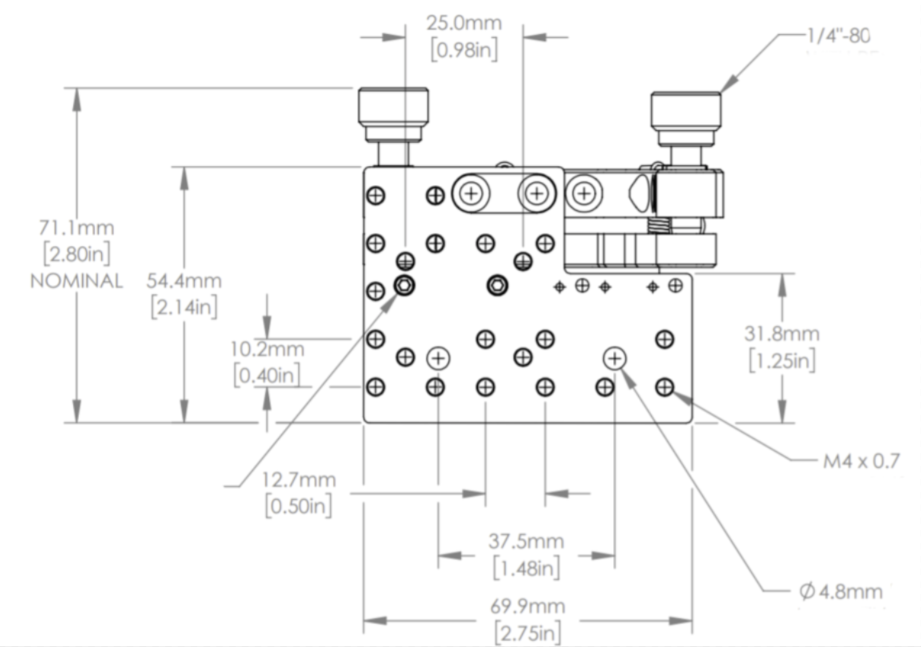 25.0mm
[0.98in]
1/4"-80
71.1mm
[2.80in]
NOMINAL
54.4mm
[2.14in]
10.2mm
[0.40in]
31.8mm
[1.25in]
M4 x 0.7
12.7mm
[0.50in]
37.5mm
[1.48in]
Ø 4.8mm
69.9mm
[2.75in]